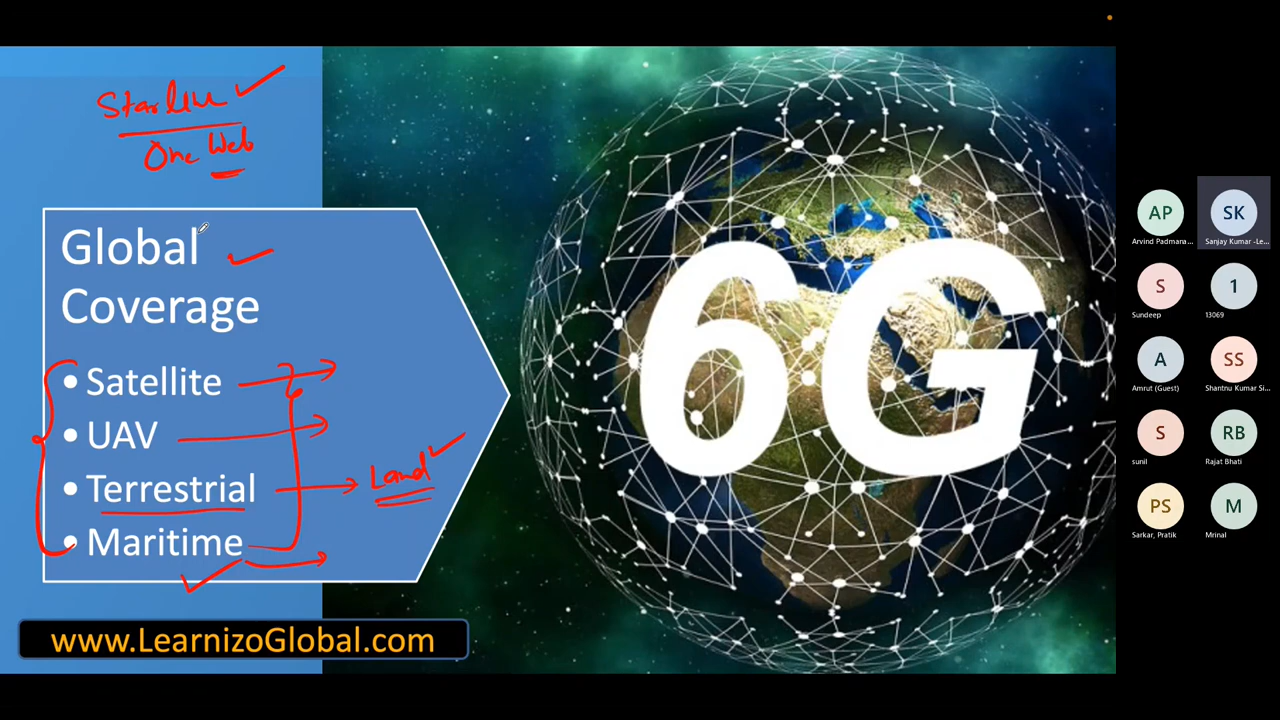 Starlink
One Web
Global
Coverage
• Satellite
• UAV
• Terrestrial
• Maritime
Land
www.LearnizoGlobal.com
6G
AP
SK
Arvind Padmana...
Sanjay Kumar -Le...
S
1
Sundeep
13069
A
SS
Amrut (Guest)
Shantnu Kumar Si...
S
RB
sunil
Rajat Bhati
PS
M
Sarkar, Pratik
Mrinal